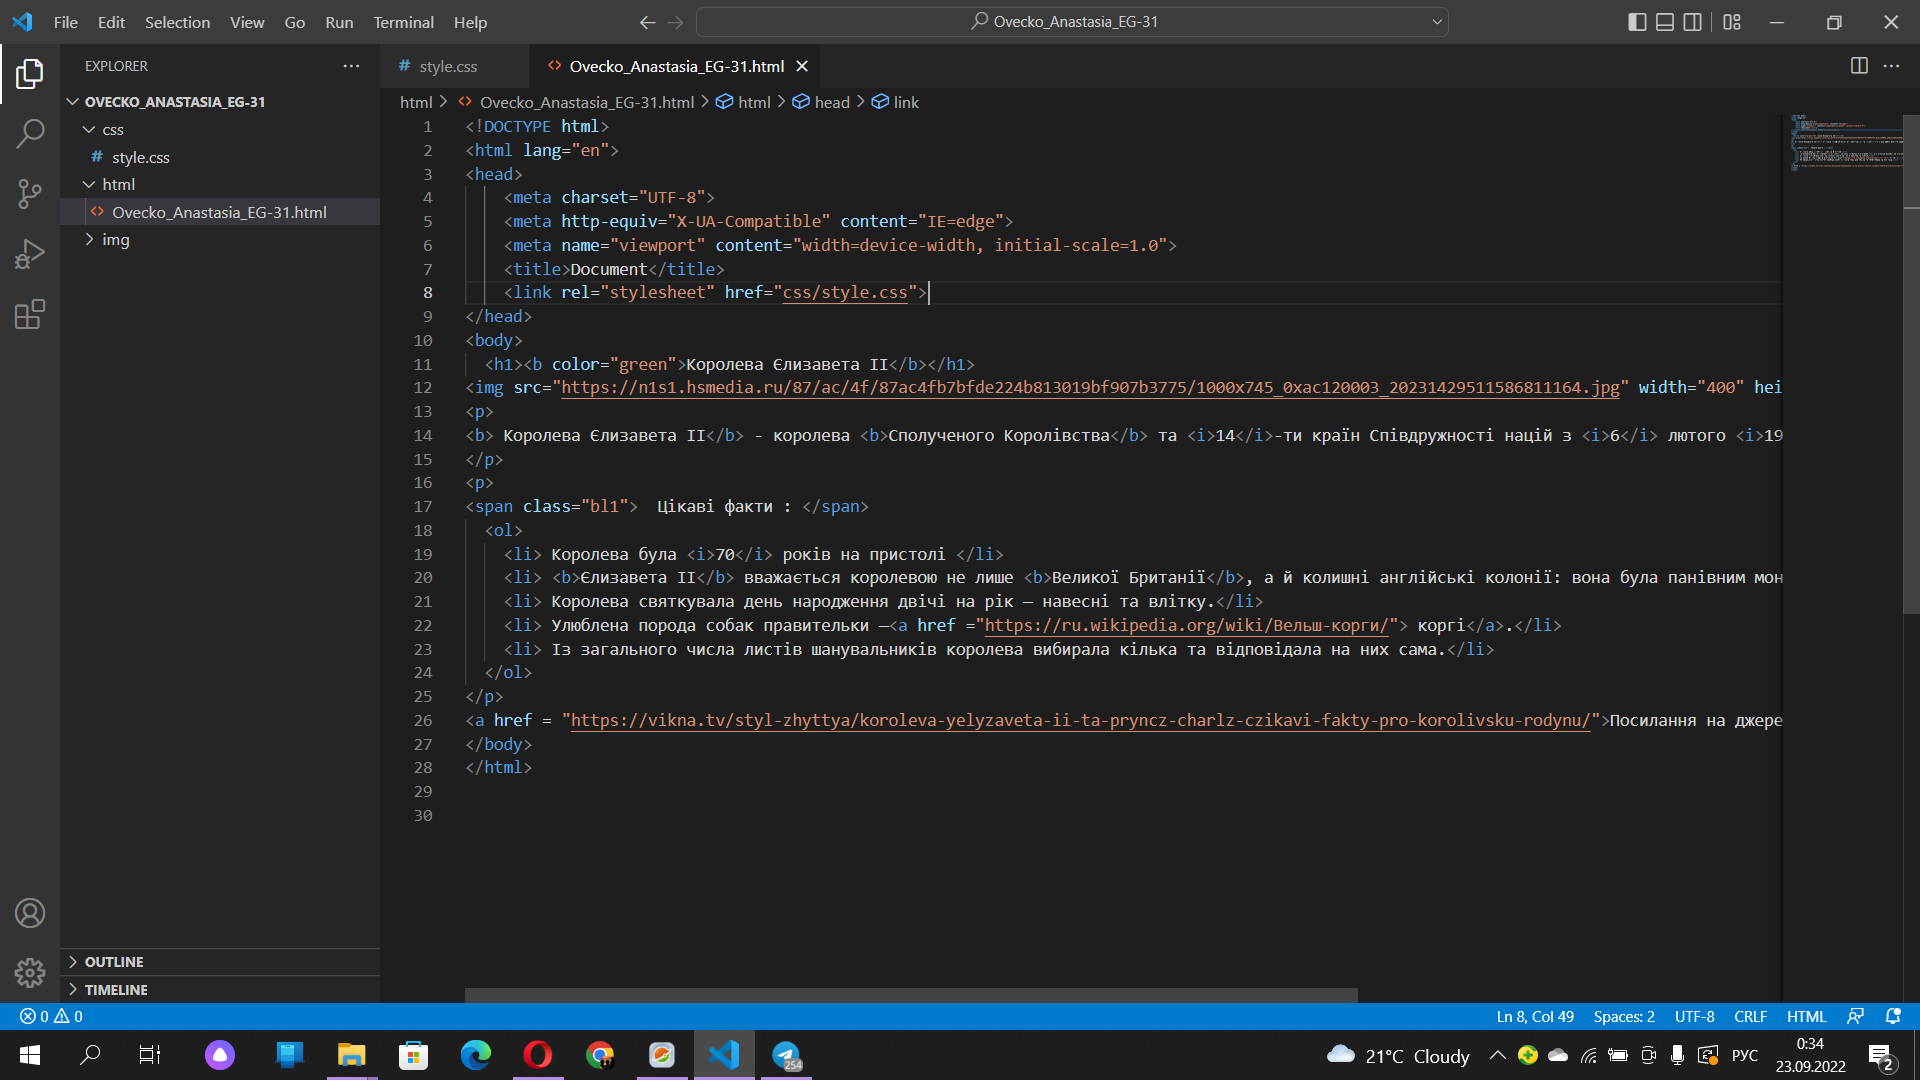 File Edit Selection View Go Run Terminal Help
Ovecko_Anastasia_EG-31
EXPLORER
OVECKO_ANASTASIA_EG-31
css
# style.css
html
<> Ovecko_Anastasia_EG-31.html
img
OUTLINE
TIMELINE
# style.css
<> Ovecko_Anastasia_EG-31.html
html > <> Ovecko_Anastasia_EG-31.html > html > head > link
1 <!DOCTYPE html>
2 <html lang="en">
3 <head>
4 <meta charset="UTF-8">
5 <meta http-equiv="X-UA-Compatible" content="IE=edge">
6 <meta name="viewport" content="width=device-width, initial-scale=1.0">
7 <title>Document</title>
8 <link rel="stylesheet" href="css/style.css">
9 </head>
10 <body>
11 <h1><b color="green">Королева Єлизавета II</b></h1>
12 <img src="https://n1s1.hsmedia.ru/87/ac/4f/87ac4fb7bfde224b813019bf907b3775/1000x745_0xac120003_20231429511586811164.jpg" width="400" hei
13 <p>
14 <b> Королева Єлизавета II</b> - королева <b>Сполученого Королівства</b> та <i>14</i>-ти країн Співдружності націй з <i>6</i> лютого <i>19
15 </p>
16 <p>
17 <span class="bl1">  Цікаві факти : </span>
18 <ol>
19 <li> Королева була <i>70</i> років на пристолі </li>
20 <li> <b>Єлизавета II</b> вважається королевою не лише <b>Великої Британії</b>, а й колишні англійські колонії: вона була панівним мон
21 <li> Королева святкувала день народження двічі на рік – навесні та влітку.</li>
22 <li> Улюблена порода собак правительки –<a href ="https://ru.wikipedia.org/wiki/Вельш-корги/"> коргі</a>.</li>
23 <li> Із загального числа листів шанувальників королева вибирала кілька та відповідала на них сама.</li>
24 </ol>
25 </p>
26 <a href = "https://vikna.tv/styl-zhyttya/koroleva-yelyzaveta-ii-ta-pryncz-charlz-czikavi-fakty-pro-korolivsku-rodynu/">Посилання на джере
27 </body>
28 </html>
29
30
0 0
Ln 8, Col 49 Spaces: 2 UTF-8 CRLF HTML
254
21°C Cloudy
РУС
0:34
23.09.2022
2